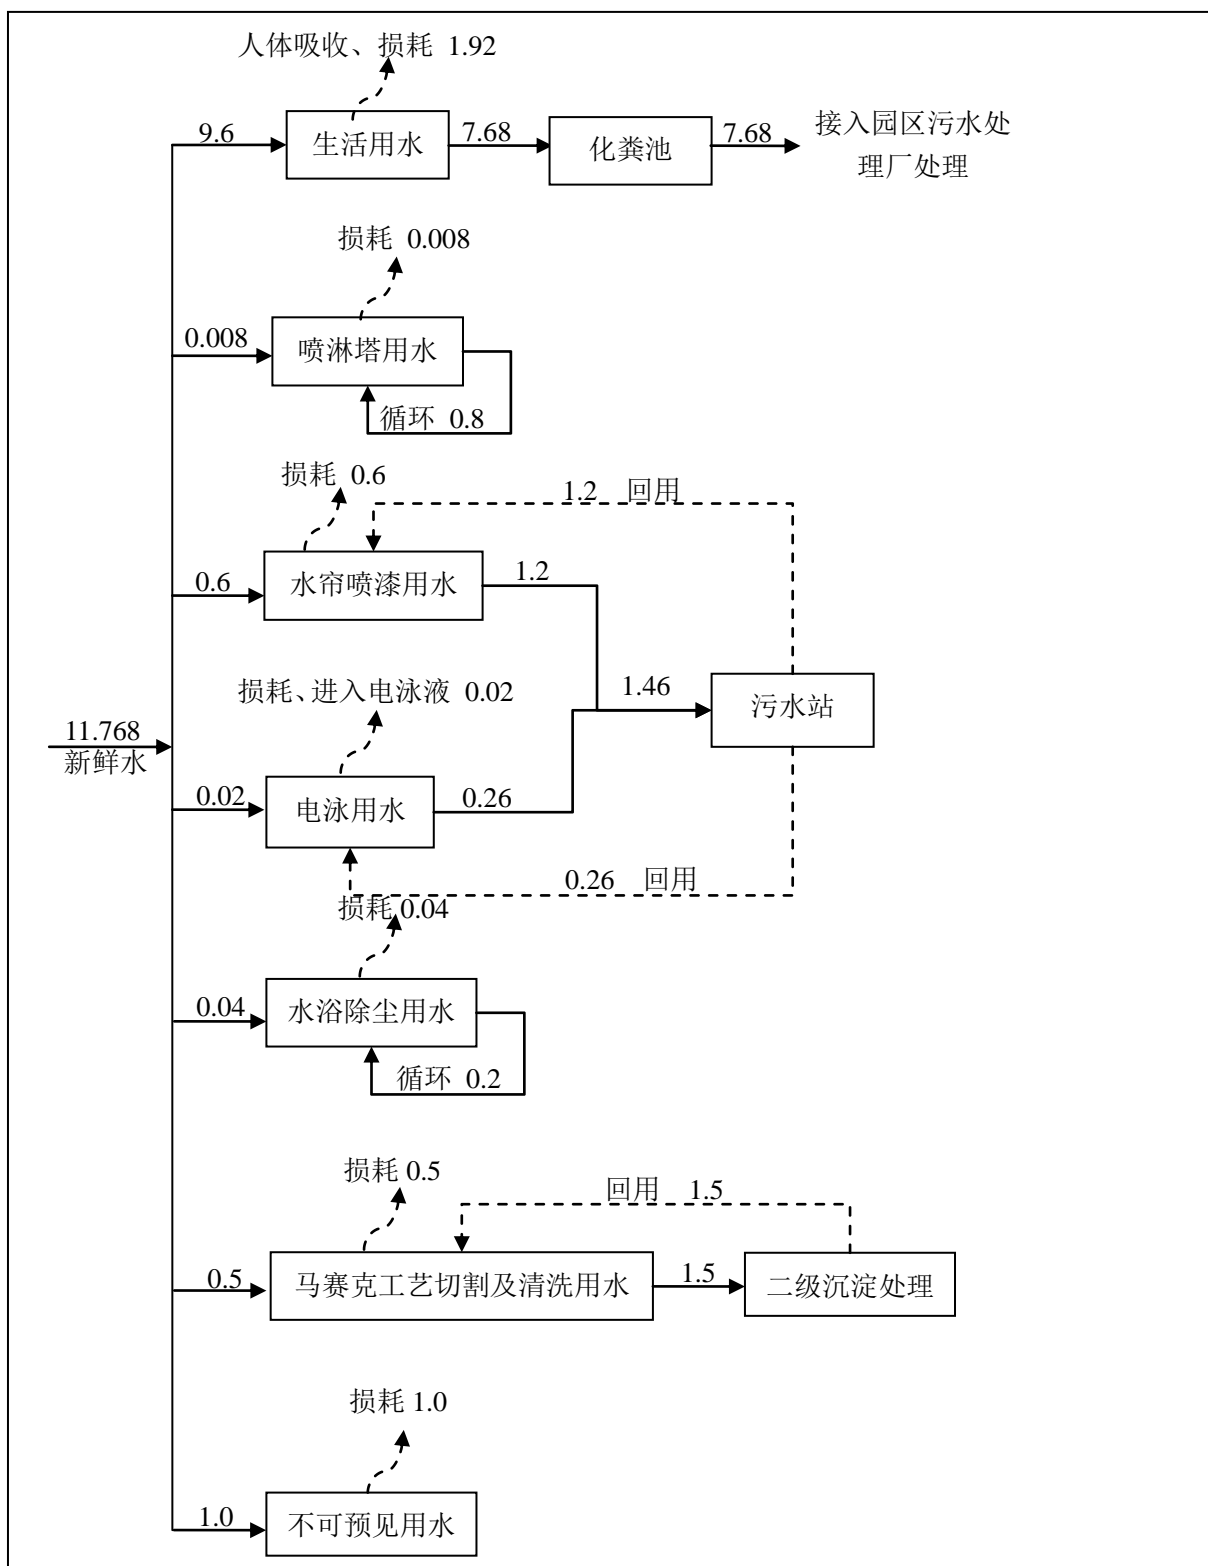 人体吸收、损耗 1.92
9.6
生活用水
7.68
化粪池
7.68
接入园区污水处
理厂处理
损耗 0.008
0.008
喷淋塔用水
循环 0.8
损耗 0.6
1.2 回用
0.6
水帘喷漆用水
1.2
损耗、进入电泳液 0.02
1.46
污水站
11.768
新鲜水
0.02
电泳用水
0.26
0.26 回用
损耗 0.04
0.04
水浴除尘用水
循环 0.2
损耗 0.5
回用 1.5
0.5
马赛克工艺切割及清洗用水
1.5
二级沉淀处理
损耗 1.0
1.0
不可预见用水